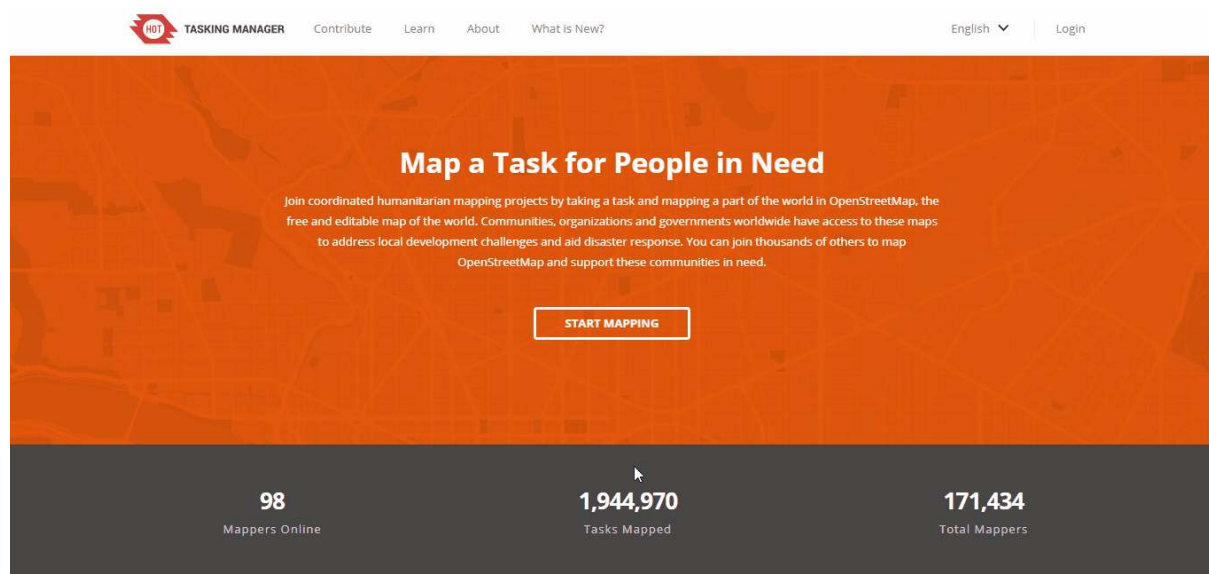 HOT TASKING MANAGER Contribute Learn About What is New? English Login
Map a Task for People in Need
Join coordinated humanitarian mapping projects by taking a task and mapping a part of the world in OpenStreetMap, the
free and editable map of the world. Communities, organizations and governments worldwide have access to these maps
to address local development challenges and aid disaster response. You can join thousands of others to map
OpenStreetMap and support these communities in need.
START MAPPING
98 1,944,970 171,434
Mappers Online Tasks Mapped Total Mappers